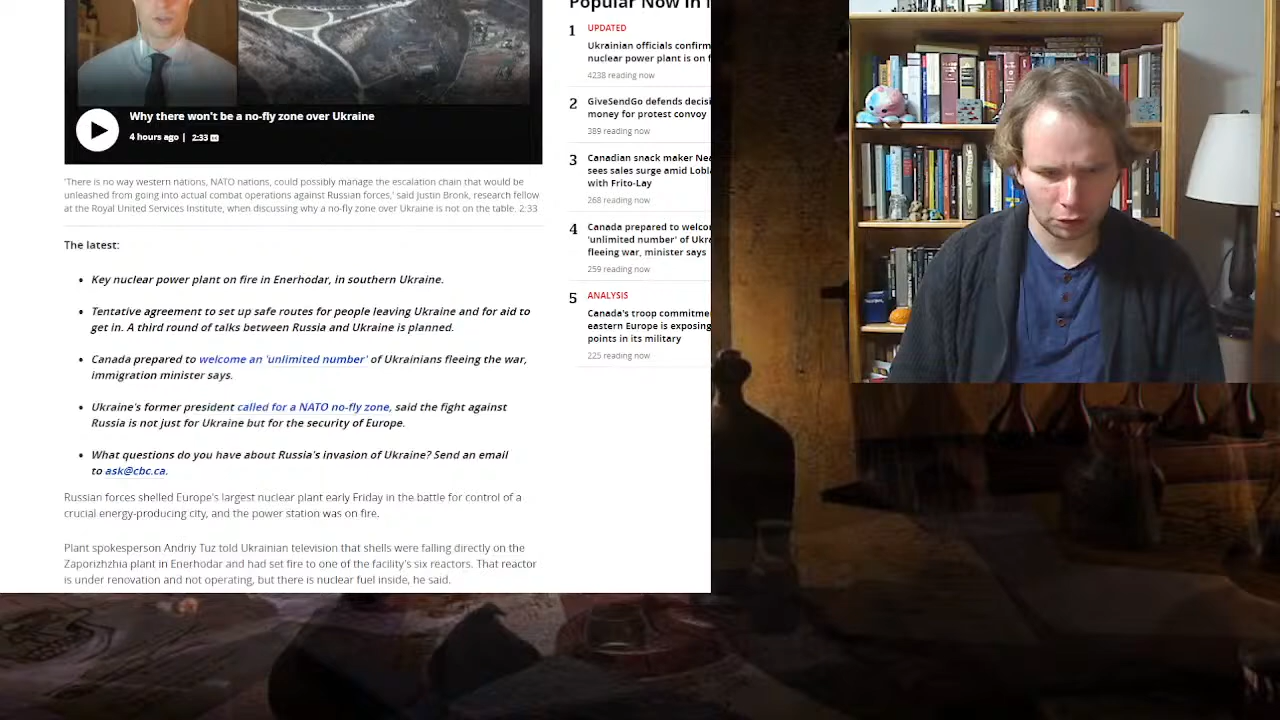 Why there won't be a no-fly zone over Ukraine
4 hours ago | 2:33
'There is no way western nations, NATO nations, could possibly manage the escalation chain that would be
unleashed from going into actual combat operations against Russian forces,' said Justin Bronk, research fellow
at the Royal United Services Institute, when discussing why a no-fly zone over Ukraine is not on the table. 2:33
The latest:
• Key nuclear power plant on fire in Enerhodar, in southern Ukraine.
• Tentative agreement to set up safe routes for people leaving Ukraine and for aid to
get in. A third round of talks between Russia and Ukraine is planned.
• Canada prepared to welcome an 'unlimited number' of Ukrainians fleeing the war,
immigration minister says.
• Ukraine's former president called for a NATO no-fly zone, said the fight against
Russia is not just for Ukraine but for the security of Europe.
• What questions do you have about Russia's invasion of Ukraine? Send an email
to ask@cbc.ca.
Russian forces shelled Europe's largest nuclear plant early Friday in the battle for control of a
crucial energy-producing city, and the power station was on fire.
Plant spokesperson Andriy Tuz told Ukrainian television that shells were falling directly on the
Zaporizhzhia plant in Enerhodar and had set fire to one of the facility's six reactors. That reactor
is under renovation and not operating, but there is nuclear fuel inside, he said.
Popular Now in
1 UPDATED
Ukrainian officials confirm
nuclear power plant is on
4238 reading now
2 GiveSendGo defends
money for protest convoy
389 reading now
3 Canadian snack maker
sees sales surge amid
with Frito-Lay
268 reading now
4 Canada prepared to
'unlimited number' of
fleeing war, minister says
259 reading now
5 ANALYSIS
Canada's troop
eastern Europe is exposing
points in its military
225 reading now